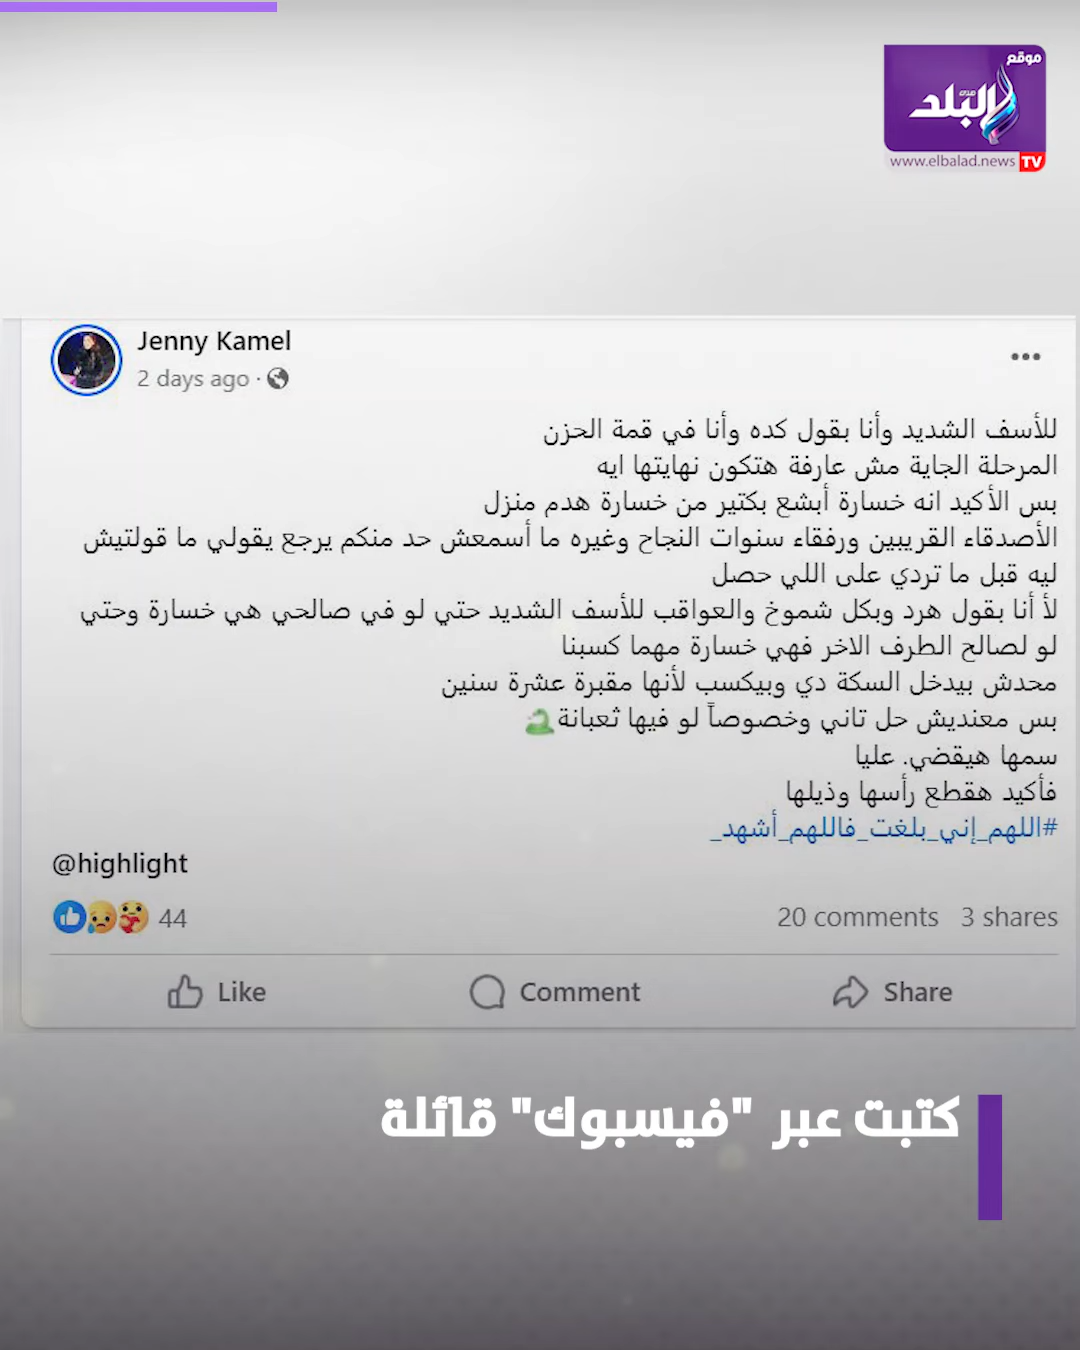 موقع
صدى
البلد
www.elbalad.news TV
Jenny Kamel
2 days ago ·
للأسف الشديد وأنا بقول كده وأنا في قمة الحزن
المرحلة الجاية مش عارفة هتكون نهايتها ايه
بس الأكيد انه خسارة أبشع بكتير من خسارة هدم منزل
الأصدقاء القريبين ورفقاء سنوات النجاح وغيره ما أسمعش حد منكم يرجع يقولي ما قولتيش
ليه قبل ما تردي على اللي حصل
لأ أنا بقول هرد وبكل شموخ والعواقب للأسف الشديد حتي لو في صالحي هي خسارة وحتي
لو لصالح الطرف الاخر فهي خسارة مهما كسبنا
محدش بيدخل السكة دي وبيكسب لأنها مقبرة عشرة سنين
بس معنديش حل تاني وخصوصاً لو فيها ثعبانة🐍
سمها هيقضي. عليا
فأكيد هقطع رأسها وذيلها
#اللهم_إني_بلغت_فاللهم_أشهد_
@highlight
44
20 comments 3 shares
Like Comment Share
كتبت عبر "فيسبوك" قائلة